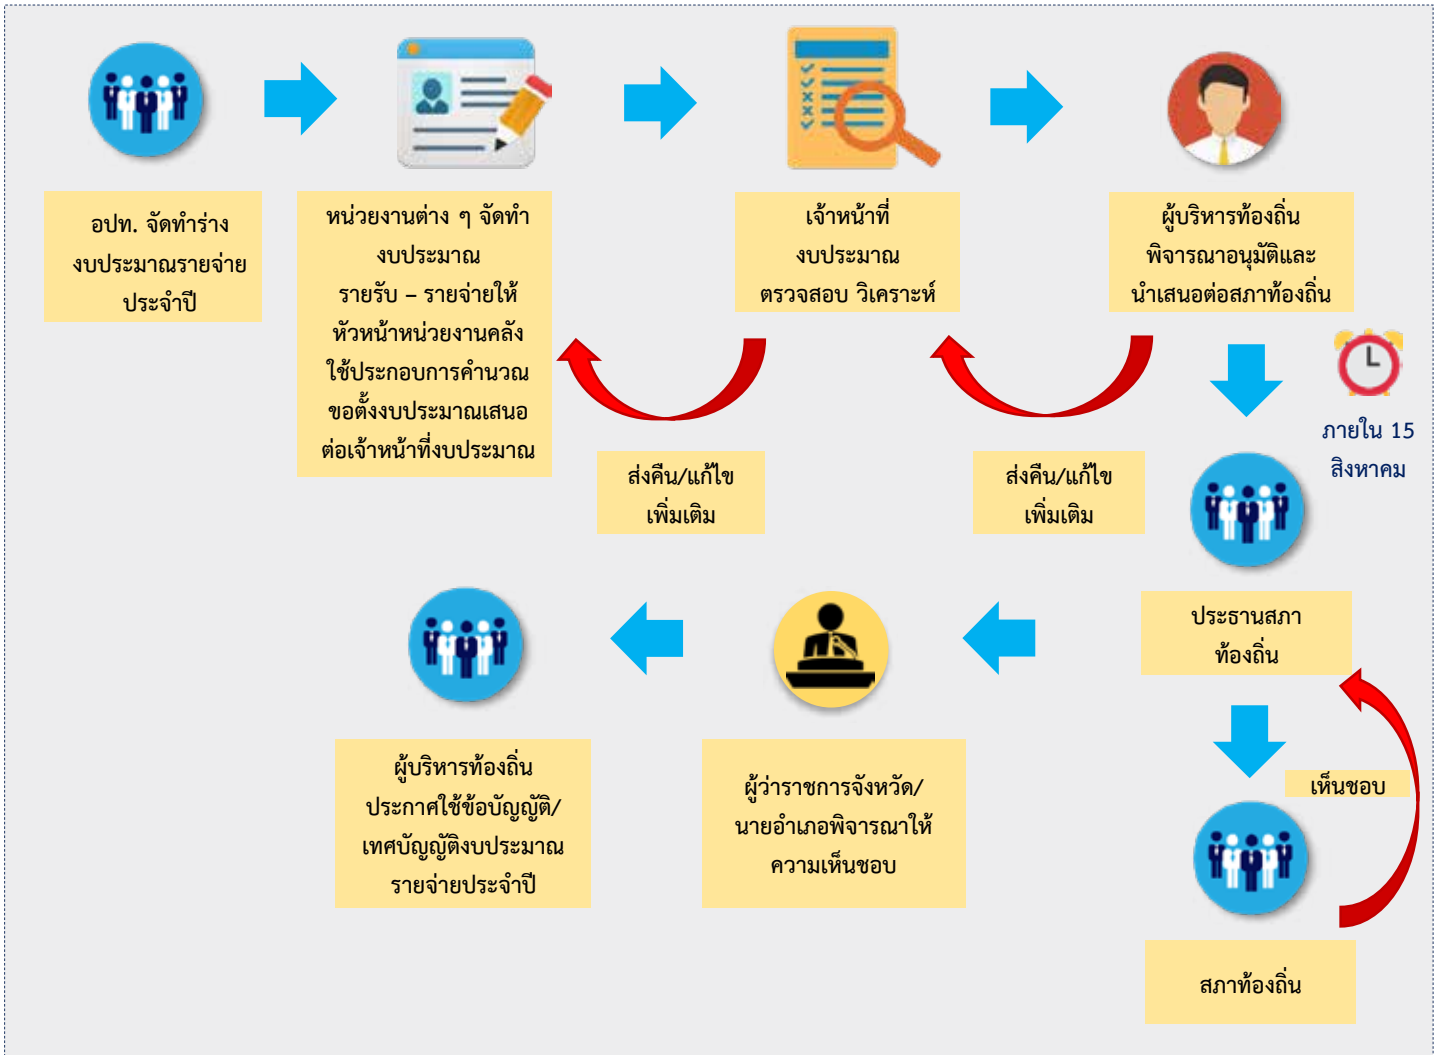 อปท. จัดทำร่าง
งบประมาณรายจ่าย
ประจำปี
หน่วยงานต่าง ๆ จัดทำ
งบประมาณ
รายรับ – รายจ่ายให้
หัวหน้าหน่วยงานคลัง
ใช้ประกอบการคำนวณ
ขอตั้งงบประมาณเสนอ
ต่อเจ้าหน้าที่งบประมาณ
เจ้าหน้าที่
งบประมาณ
ตรวจสอบ วิเคราะห์
ผู้บริหารท้องถิ่น
พิจารณาอนุมัติและ
นำเสนอต่อสภาท้องถิ่น
ส่งคืน/แก้ไข
เพิ่มเติม
ส่งคืน/แก้ไข
เพิ่มเติม
ภายใน 15
สิงหาคม
ประธานสภา
ท้องถิ่น
เห็นชอบ
สภาท้องถิ่น
ผู้ว่าราชการจังหวัด/
นายอำเภอพิจารณาให้
ความเห็นชอบ
ผู้บริหารท้องถิ่น
ประกาศใช้ข้อบัญญัติ/
เทศบัญญัติงบประมาณ
รายจ่ายประจำปี